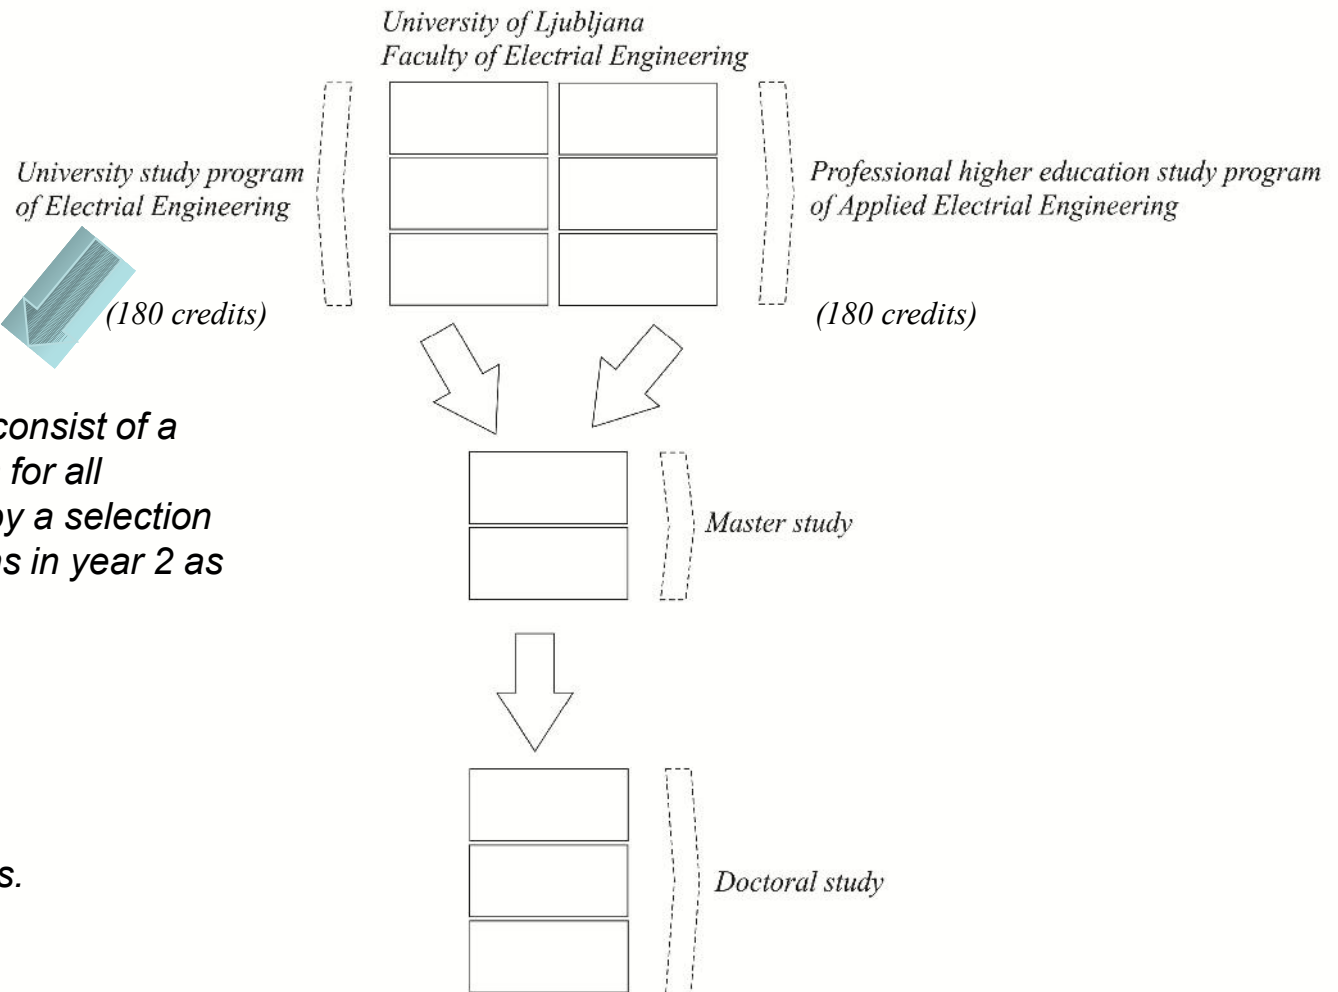 University of Ljubljana
Faculty of Electrial Engineering
University study program
of Electrial Engineering
Professional higher education study program
of Applied Electrial Engineering
(180 credits)
(180 credits)
consist of a
for all
by a selection
in year 2 as
Master study
s.
Doctoral study